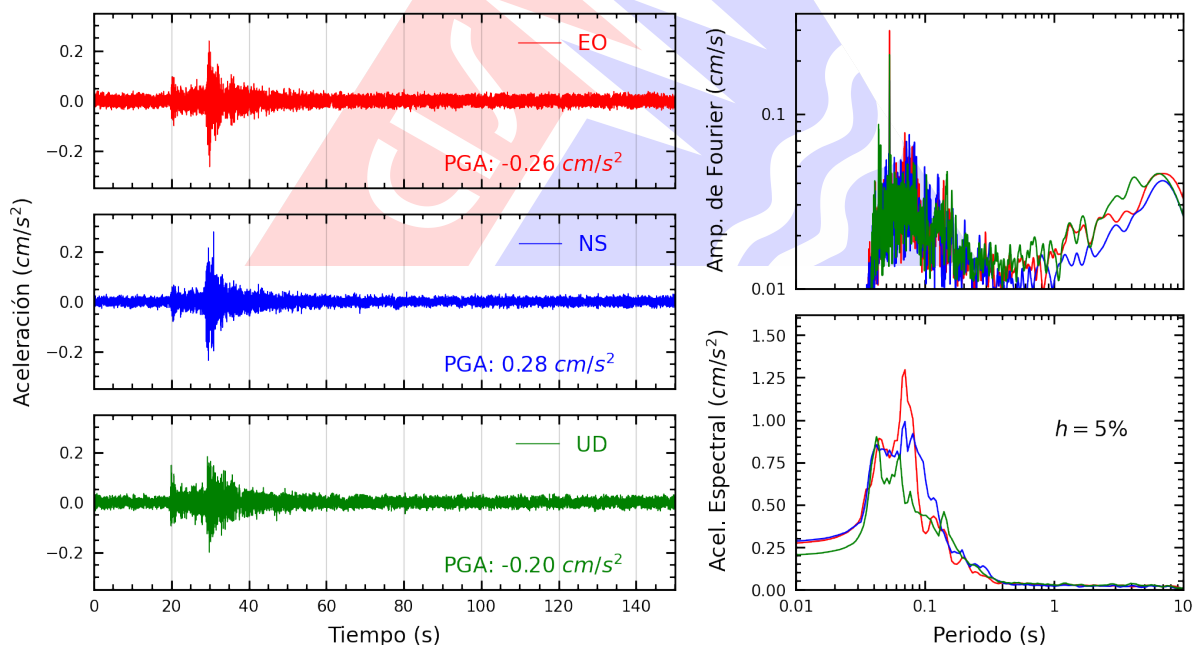 Aceleración (cm/s²)
0.2
0.0
−0.2
EO
PGA: -0.26 cm/s²
0.2
0.0
−0.2
NS
PGA: 0.28 cm/s²
0.2
0.0
−0.2
UD
PGA: -0.20 cm/s²
0 20 40 60 80 100 120 140
Tiempo (s)
Amp. de Fourier (cm/s)
0.1
0.01
Acel. Espectral (cm/s²)
1.50
1.25
1.00
0.75
0.50
0.25
0.00
h = 5%
0.01 0.1 1 10
Periodo (s)